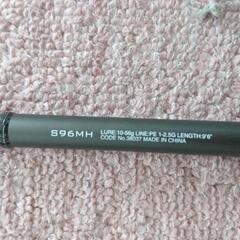 S96MH
LURE:10-56g LINE:PE 1-2.5G LENGTH:9'6"
CODE No.38037 MADE IN CHINA